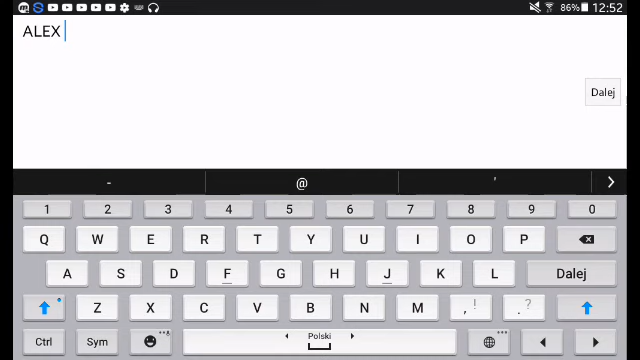 86% 12:52
ALEX
Dalej
- @ '
1 2 3 4 5 6 7 8 9 0
Q W E R T Y U I O P
A S D F G H J K L Dalej
Z X C V B N M , ! . ?
Ctrl Sym Polski